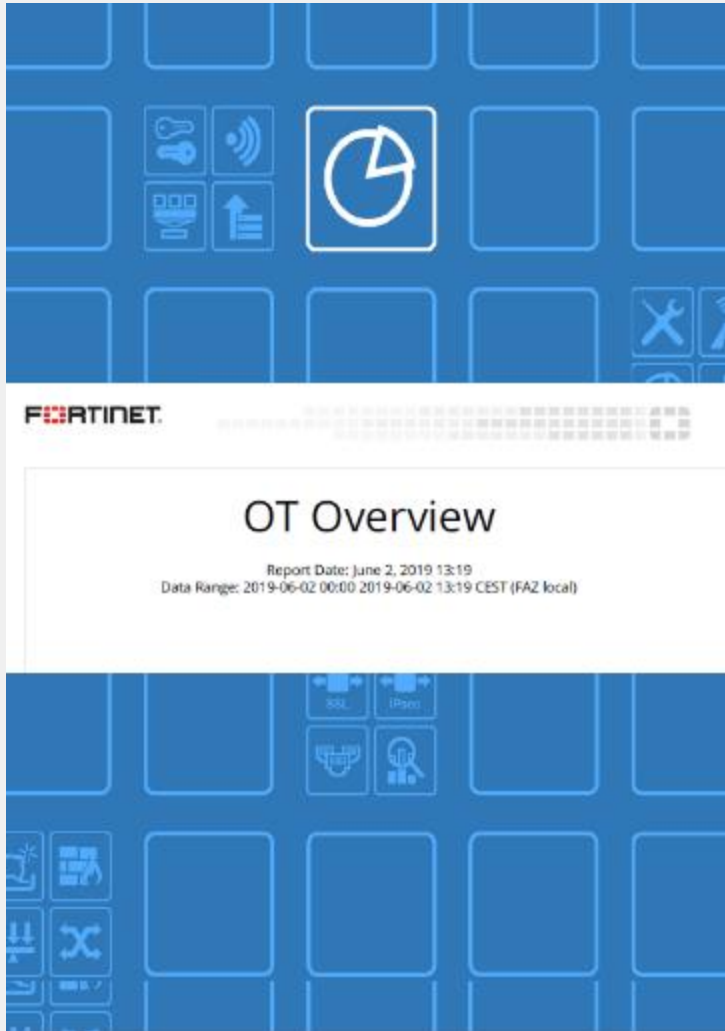 FORTINET
OT Overview
Report Date: June 2, 2019 13:19
Data Range: 2019-06-02 00:00 2019-06-02 13:19 CEST (FAZ local)
SSL
IPsec